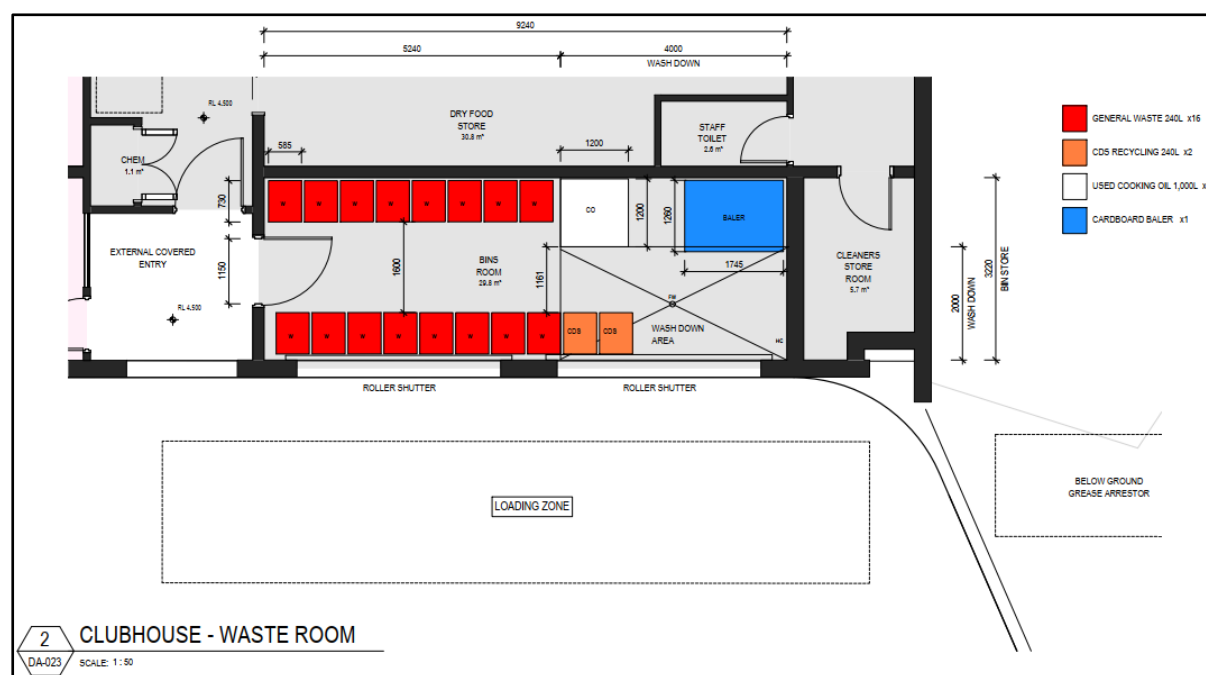 9240
5240
4000
WASH DOWN
RL 4.500
DRY FOOD
STORE
30.8 m²
STAFF
TOILET
2.6 m²
CHEM
1.1 m²
585
1200
GENERAL WASTE 240L x16
CDS RECYCLING 240L x2
USED COOKING OIL 1,000L x
CARDBOARD BALER x1
730
W
W
W
W
W
W
W
W
CO
1200
1260
BALER
EXTERNAL COVERED
ENTRY
1150
1600
BINS
ROOM
29.8 m²
1161
1745
CLEANERS
STORE
ROOM
5.7 m²
2000
WASH DOWN
3220
BIN STORE
RL 4.500
FW
W
W
W
W
W
W
W
W
CDS
CDS
WASH DOWN
AREA
HC
ROLLER SHUTTER
ROLLER SHUTTER
LOADING ZONE
BELOW GROUND
GREASE ARRESTOR
2
DA-023
CLUBHOUSE - WASTE ROOM
SCALE: 1 : 50